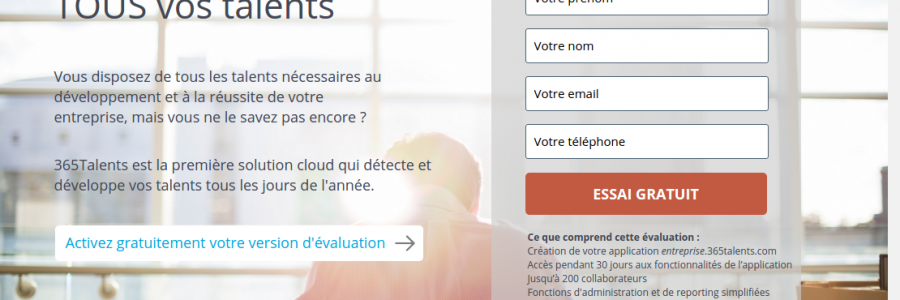 TOUS vos talents
Vous disposez de tous les talents nécessaires au
développement et à la réussite de votre
entreprise, mais vous ne le savez pas encore ?
365Talents est la première solution cloud qui détecte et
développe vos talents tous les jours de l'année.
Activez gratuitement votre version d'évaluation
Votre prénom
Votre nom
Votre email
Votre téléphone
ESSAI GRATUIT
Ce que comprend cette évaluation :
Création de votre application entreprise.365talents.com
Accès pendant 30 jours aux fonctionnalités de l'application
Jusqu'à 200 collaborateurs
Fonctions d'administration et de reporting simplifiées